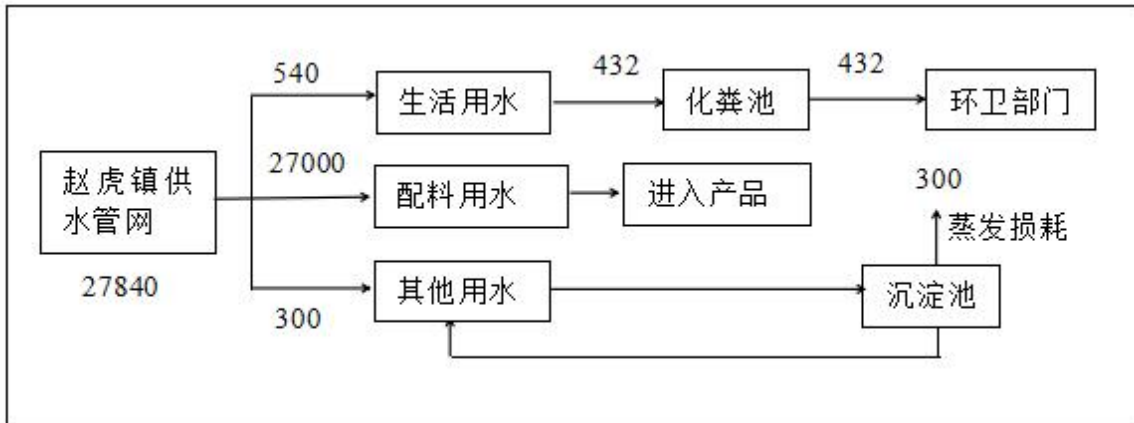 540
432
432
生活用水
化粪池
环卫部门
赵虎镇供
水管网
27840
27000
配料用水
进入产品
300
蒸发损耗
其他用水
沉淀池
300